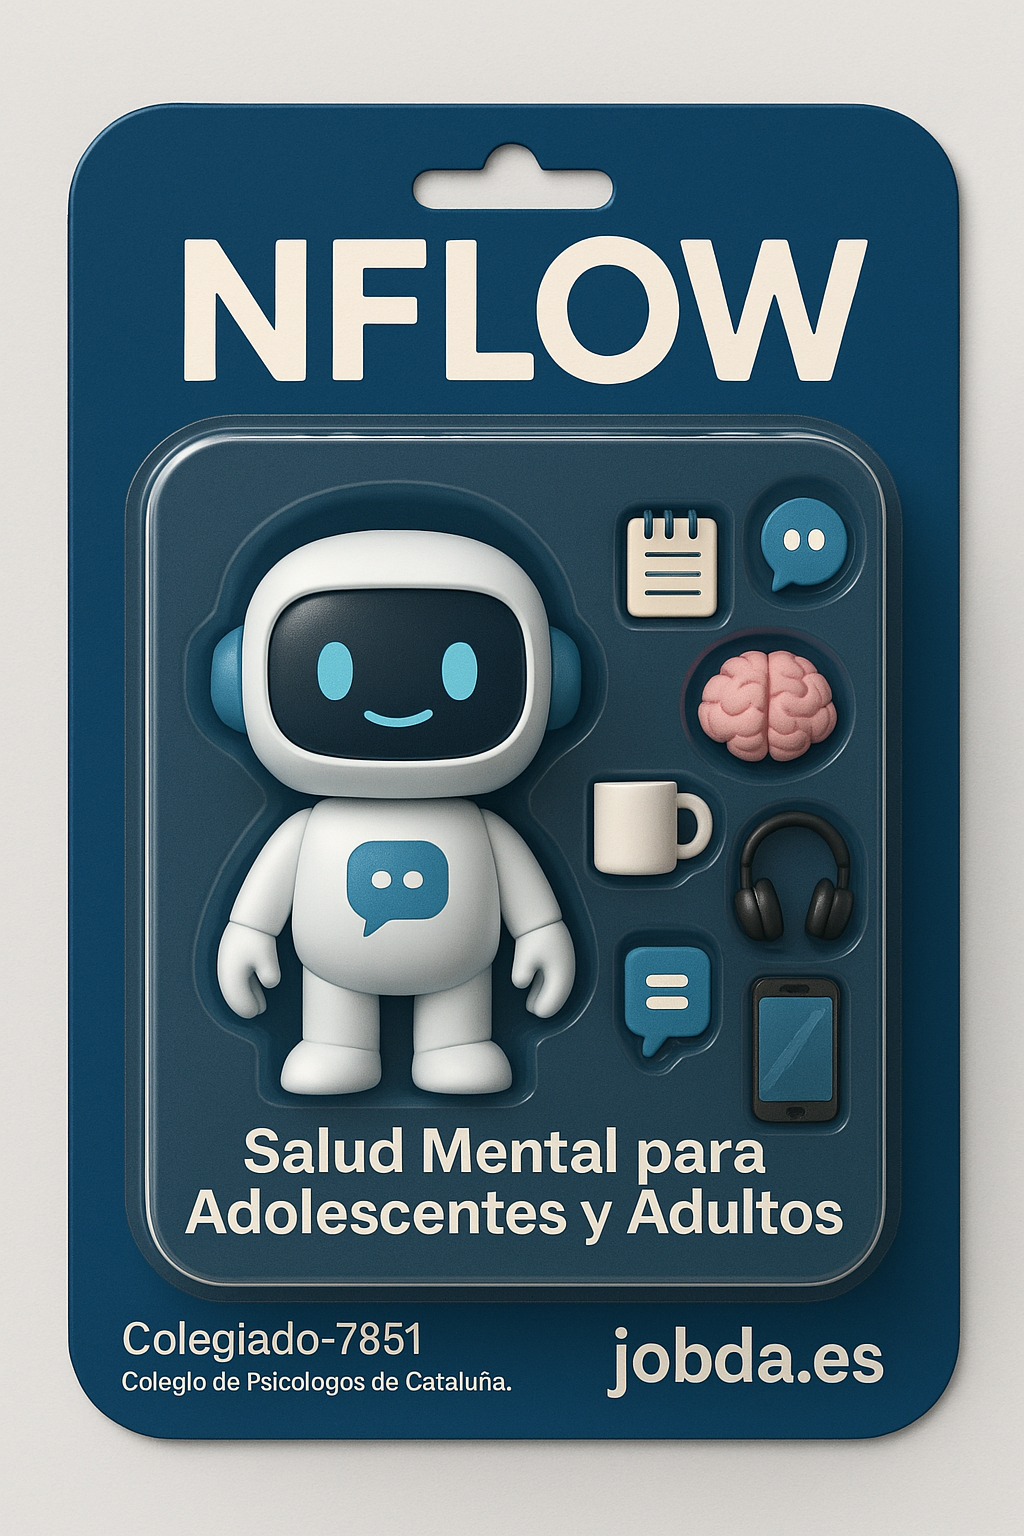 NFLOW
Salud Mental para
Adolescentes y Adultos
Colegiado-7851
Coleglo de Psicologos de Cataluña.
jobda.es